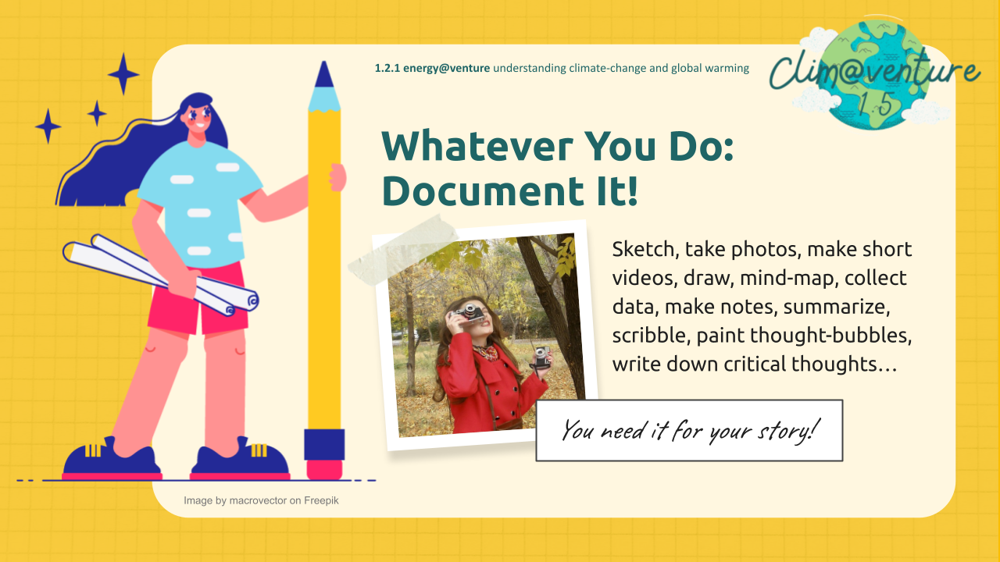 1.2.1 energy@venture understanding climate-change and global warming
Clim@venture
1.5
Whatever You Do:
Document It!
Sketch, take photos, make short
videos, draw, mind-map, collect
data, make notes, summarize,
scribble, paint thought-bubbles,
write down critical thoughts…
You need it for your story!
Image by macrovector on Freepik